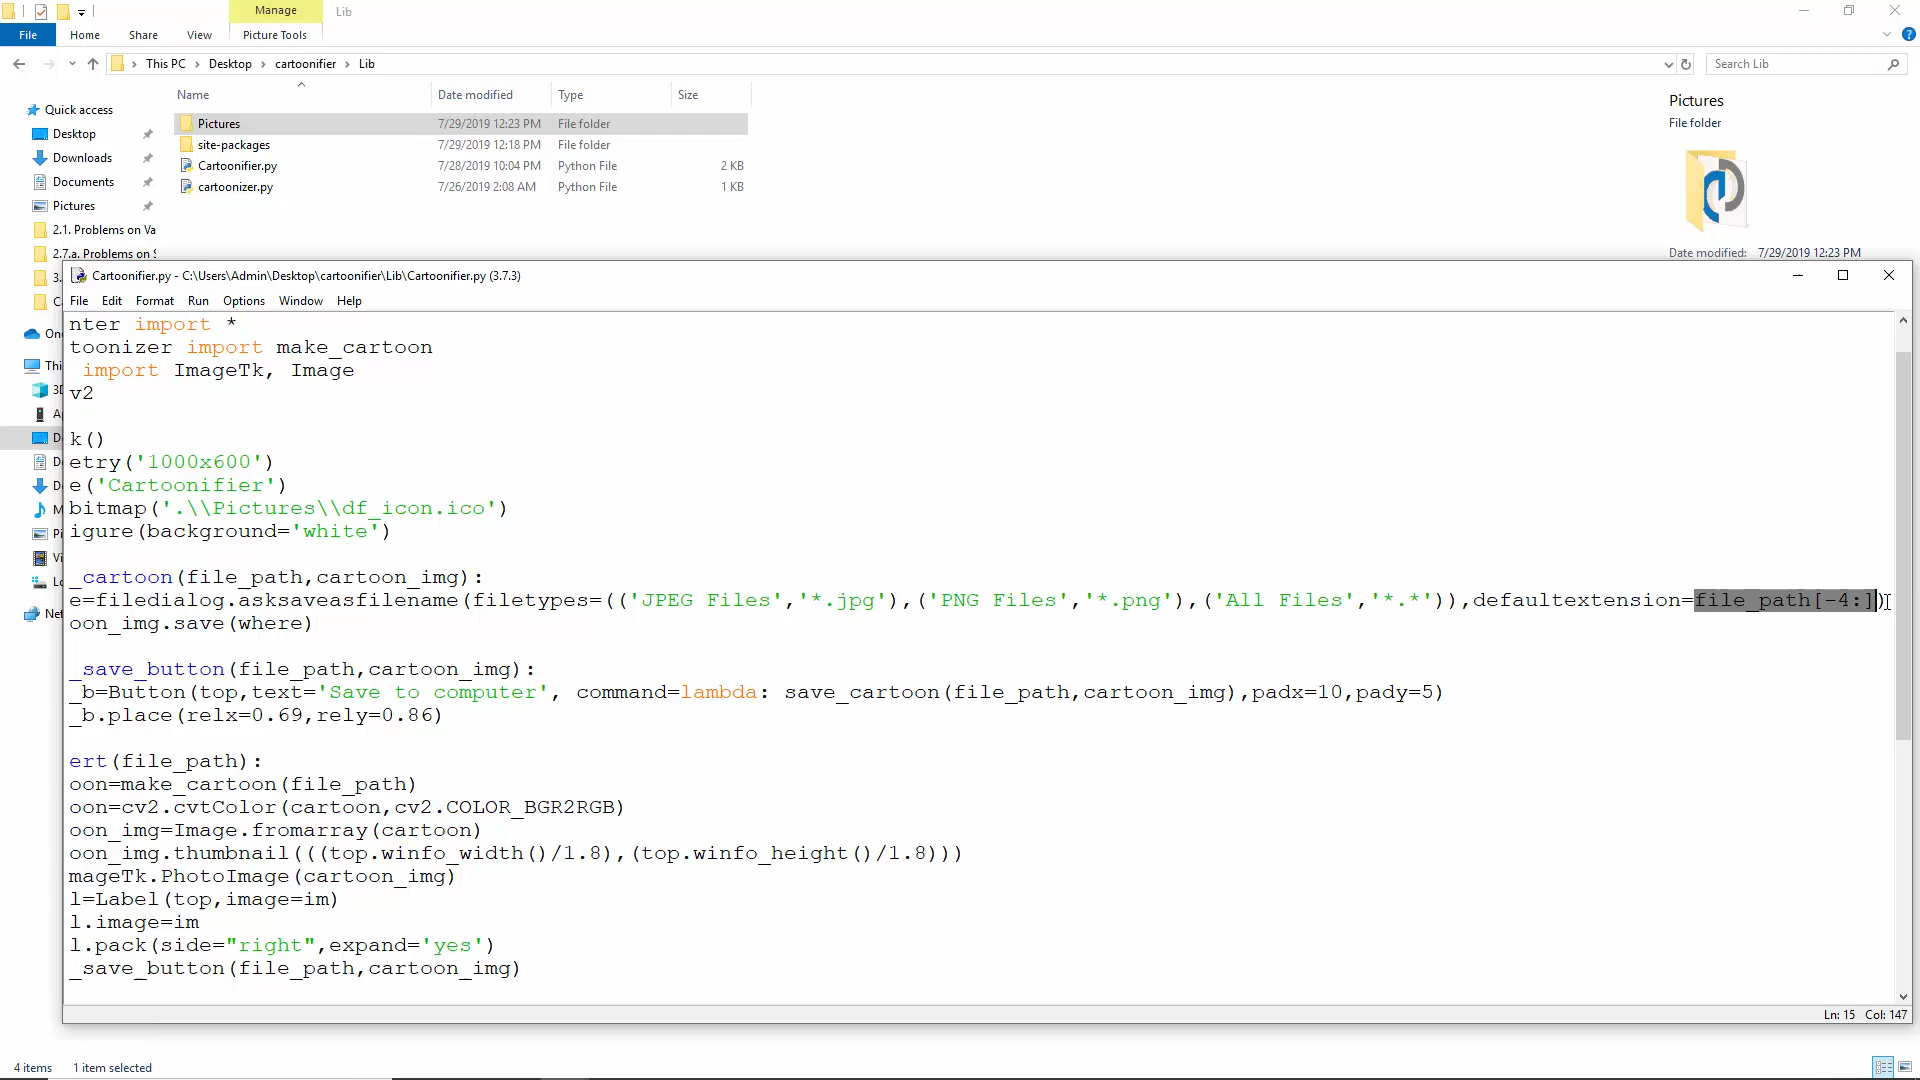 Manage
Lib
File
Home
Share
View
Picture Tools
This PC
Desktop
cartoonifier
Lib
Search Lib
Name
Date modified
Type
Size
Pictures
7/29/2019 12:23 PM
File folder
site-packages
7/29/2019 12:18 PM
File folder
Cartoonifier.py
7/28/2019 10:04 PM
Python File
2 KB
cartoonizer.py
7/26/2019 2:08 AM
Python File
1 KB
Quick access
Desktop
Downloads
Documents
Pictures
2.1. Problems on Va
2.7.a. Problems on S
3.
C
On
Thi
3D
Ap
De
D
D
M
Pi
Vi
Lo
Net
Pictures
File folder
Date modified: 7/29/2019 12:23 PM
Cartoonifier.py - C:\Users\Admin\Desktop\cartoonifier\Lib\Cartoonifier.py (3.7.3)
File Edit Format Run Options Window Help
nter import *
toonizer import make_cartoon
import ImageTk, Image
v2
k()
etry('1000x600')
e('Cartoonifier')
bitmap('.\\Pictures\\df_icon.ico')
igure(background='white')
_cartoon(file_path,cartoon_img):
e=filedialog.asksaveasfilename(filetypes=(('JPEG Files','*.jpg'),('PNG Files','*.png'),('All Files','*.*')),defaultextension=file_path[-4:])
oon_img.save(where)
_save_button(file_path,cartoon_img):
_b=Button(top,text='Save to computer', command=lambda: save_cartoon(file_path,cartoon_img),padx=10,pady=5)
_b.place(relx=0.69,rely=0.86)
ert(file_path):
oon=make_cartoon(file_path)
oon=cv2.cvtColor(cartoon,cv2.COLOR_BGR2RGB)
oon_img=Image.fromarray(cartoon)
oon_img.thumbnail(((top.winfo_width()/1.8),(top.winfo_height()/1.8)))
mageTk.PhotoImage(cartoon_img)
l=Label(top,image=im)
l.image=im
l.pack(side="right",expand='yes')
_save_button(file_path,cartoon_img)
Ln: 15 Col: 147
4 items
1 item selected